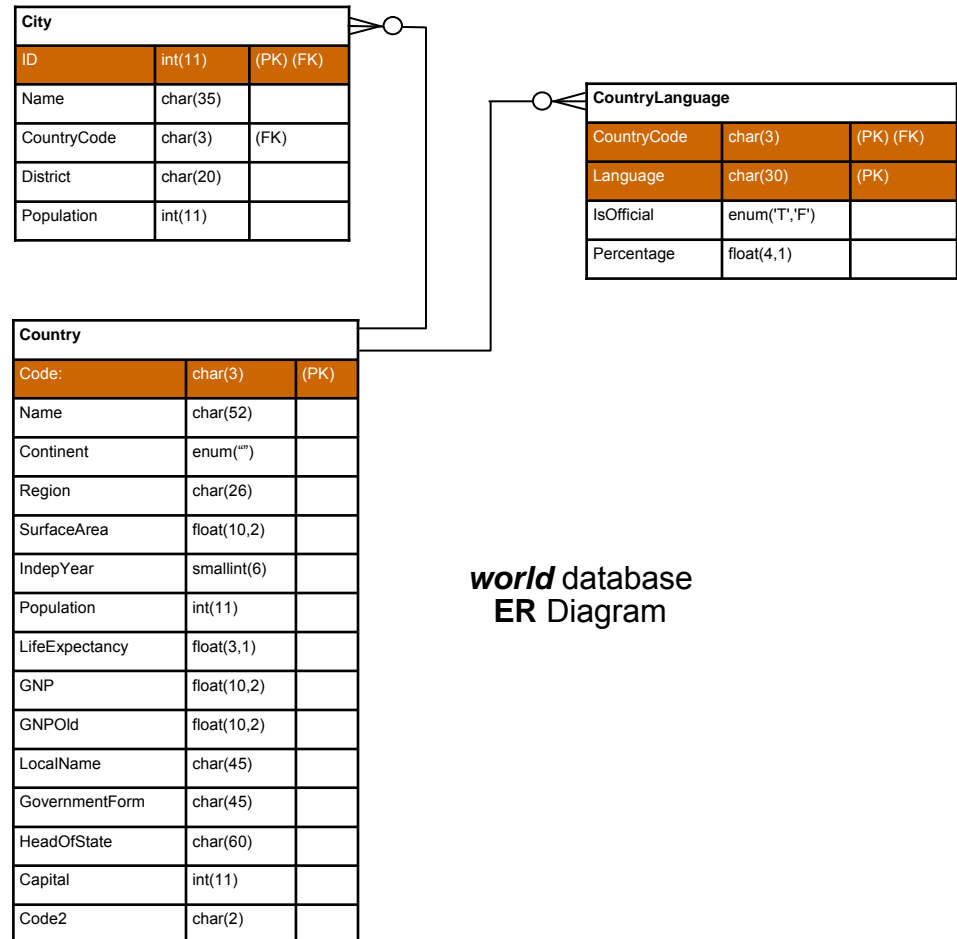 City
ID int(11) (PK) (FK)
Name char(35)
CountryCode char(3) (FK)
District char(20)
Population int(11)
CountryLanguage
CountryCode char(3) (PK) (FK)
Language char(30) (PK)
IsOfficial enum('T','F')
Percentage float(4,1)
Country
Code: char(3) (PK)
Name char(52)
Continent enum(“”)
Region char(26)
SurfaceArea float(10,2)
IndepYear smallint(6)
Population int(11)
LifeExpectancy float(3,1)
GNP float(10,2)
GNPOld float(10,2)
LocalName char(45)
GovernmentForm char(45)
HeadOfState char(60)
Capital int(11)
Code2 char(2)
world database
ER Diagram